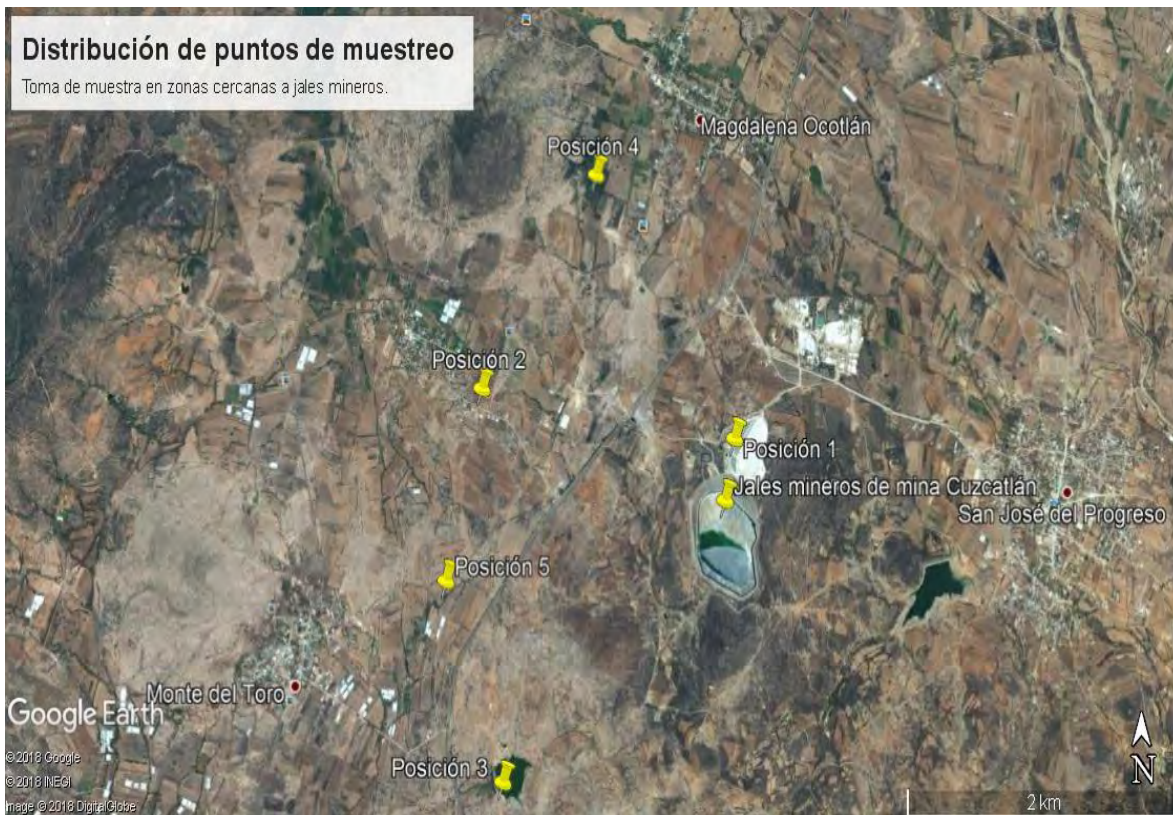 Distribución de puntos de muestreo
Toma de muestra en zonas cercanas a jales mineros.
Magdalena Ocotlán
Posición 4
Posición 2
Posición 1
Jales mineros de mina Cuzcatlán
San José del Progreso
Posición 5
Monte del Toro
Google Earth
©2018 Google
©2018 INEGI
Image ©2018 DigitalGlobe
Posición 3
N
2 km